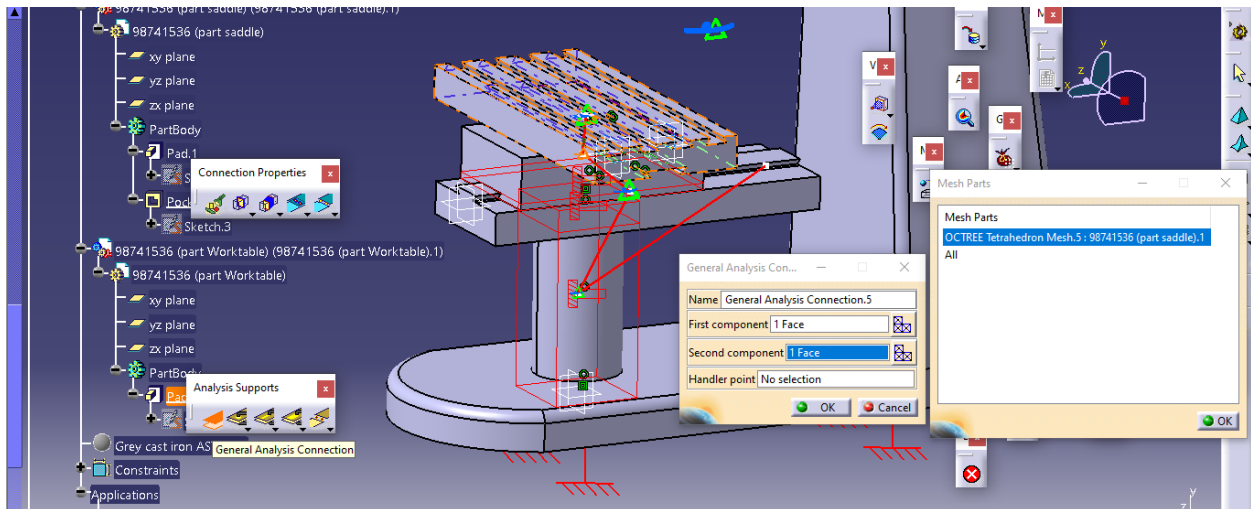 98741536 (part saddle) (98741536 (part saddle).1)
98741536 (part saddle)
xy plane
yz plane
zx plane
PartBody
Pad.1
S
Pock
Sketch.3
98741536 (part Worktable) (98741536 (part Worktable).1)
98741536 (part Worktable)
xy plane
yz plane
zx plane
PartBody
Pad
Grey cast iron AS
Constraints
Applications
Connection Properties
x
Analysis Supports
x
General Analysis Connection
V
x
A
x
G
x
M
x
M
x
x
y
z
x
General Analysis Con...
Name
General Analysis Connection.5
First component
1 Face
Second component
1 Face
Handler point
No selection
OK
Cancel
Mesh Parts
Mesh Parts
OCTREE Tetrahedron Mesh.5 : 98741536 (part saddle).1
All
OK
y
z